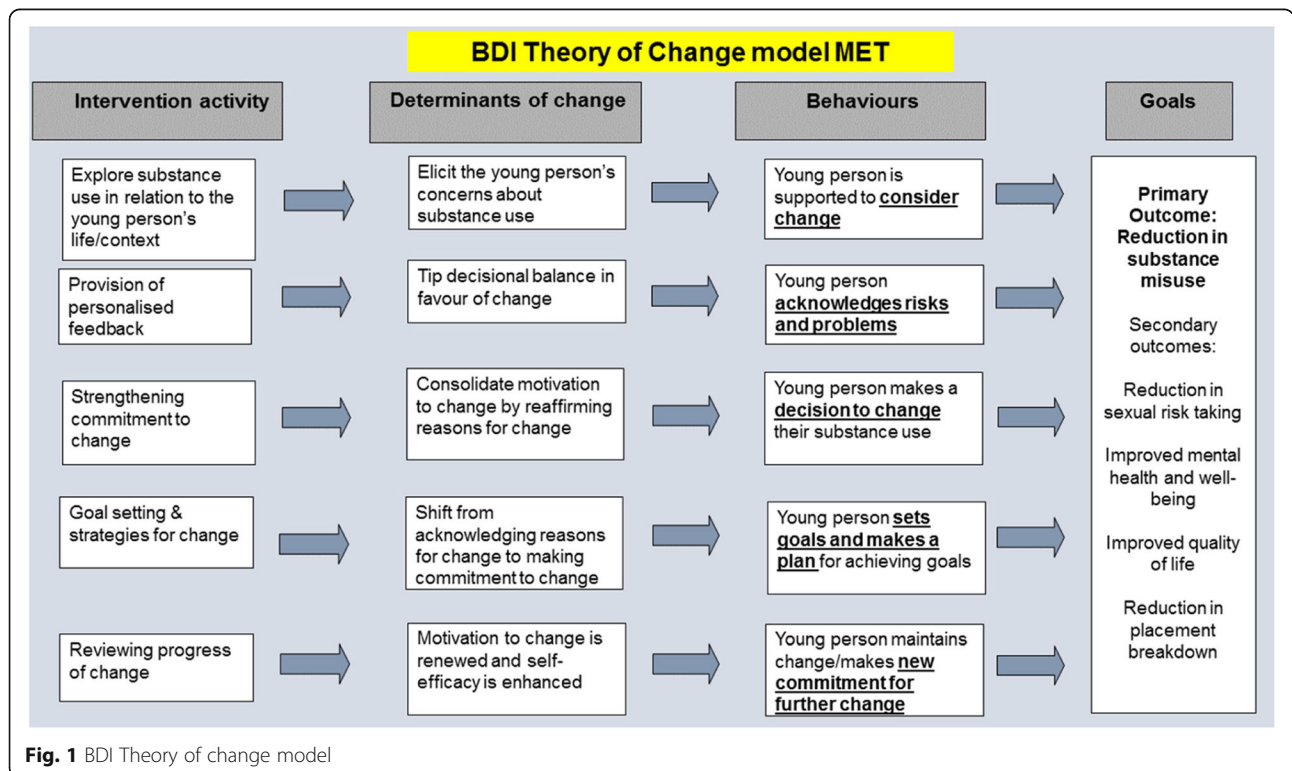 BDI Theory of Change model MET
Intervention activity
Determinants of change
Behaviours
Goals
Explore substance
use in relation to the
young person's
life/context
Elicit the young person's
concerns about
substance use
Young person is
supported to consider
change
Provision of
personalised
feedback
Tip decisional balance in
favour of change
Young person
acknowledges risks
and problems
Strengthening
commitment to
change
Consolidate motivation
to change by reaffirming
reasons for change
Young person makes a
decision to change
their substance use
Goal setting &
strategies for change
Shift from
acknowledging reasons
for change to making
commitment to change
Young person sets
goals and makes a
plan for achieving goals
Reviewing progress
of change
Motivation to change is
renewed and self-
efficacy is enhanced
Young person maintains
change/makes new
commitment for
further change
Primary
Outcome:
Reduction in
substance
misuse
Secondary
outcomes:
Reduction in
sexual risk taking
Improved mental
health and well-
being
Improved quality
of life
Reduction in
placement
breakdown
Fig. 1 BDI Theory of change model